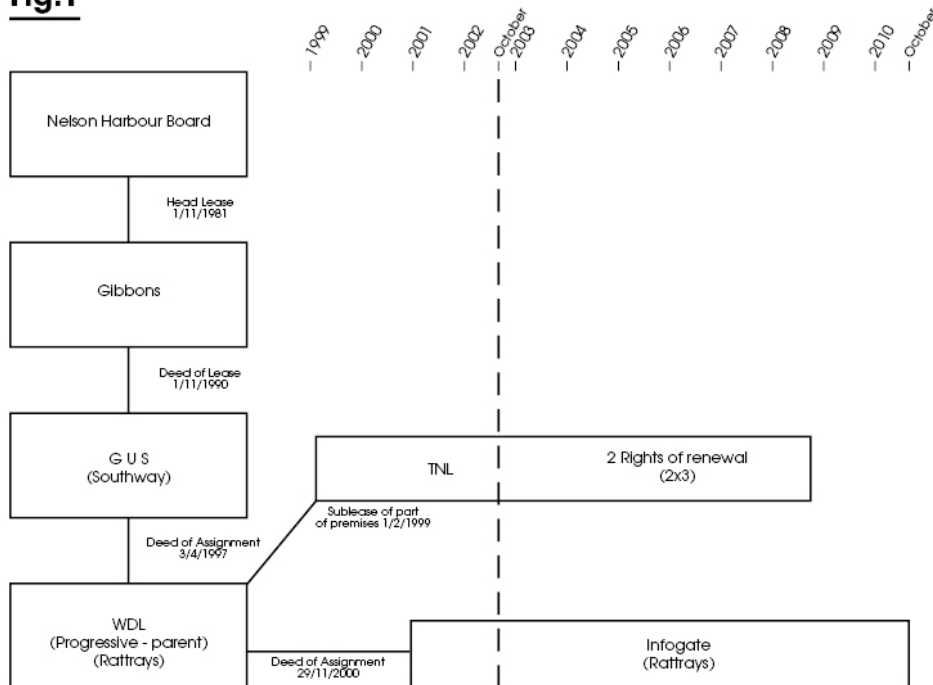 Fig.1
1999
2000
2001
2002
October
2003
2004
2005
2006
2007
2008
2009
2010
October
Nelson Harbour Board
Head Lease
1/11/1981
Gibbons
Deed of Lease
1/11/1990
G U S
(Southway)
TNL
2 Rights of renewal
(2x3)
Sublease of part
of premises 1/2/1999
Deed of Assignment
3/4/1997
WDL
(Progressive - parent)
(Rattrays)
Deed of Assignment
29/11/2000
Infogate
(Rattrays)